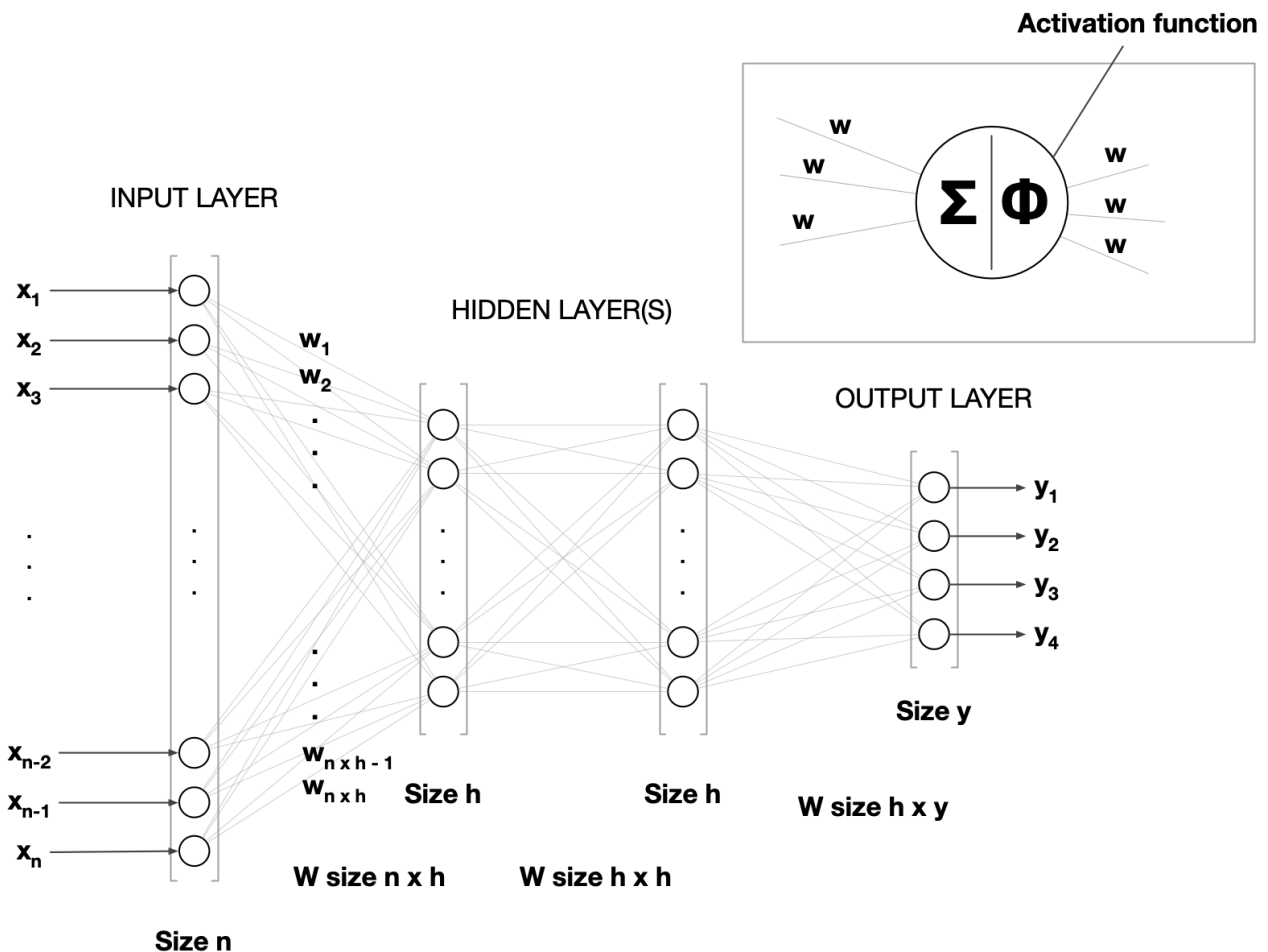 Activation function
w
w
w
Σ Φ
w
w
w
INPUT LAYER
HIDDEN LAYER(S)
OUTPUT LAYER
x1
x2
x3
.
.
.
xn-2
xn-1
xn
.
.
.
w1
w2
.
.
.
.
.
.
wn x h - 1
wn x h
.
.
.
.
.
.
y1
y2
y3
y4
Size y
Size h
Size h
W size h x y
W size n x h
W size h x h
Size n